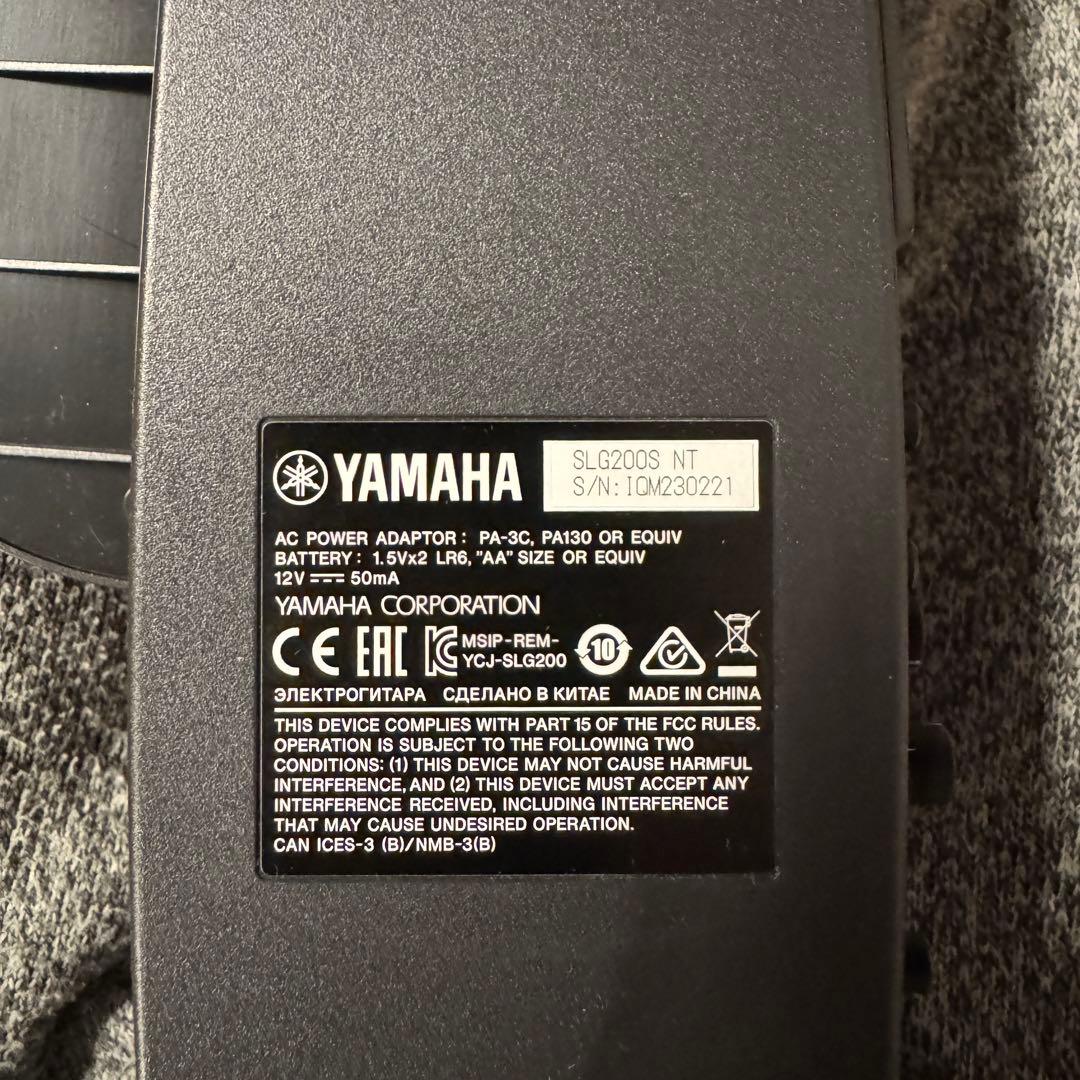 YAMAHA
SLG200S NT
S/N: IQM230221
AC POWER ADAPTOR : PA-3C, PA130 OR EQUIV
BATTERY : 1.5Vx2 LR6, "AA" SIZE OR EQUIV
12V ⎓ 50mA
YAMAHA CORPORATION
CE EAC KC MSIP-REM-
YCJ-SLG200
10
ЭЛЕКТРОГИТАРА СДЕЛАНО В КИТАЕ MADE IN CHINA
THIS DEVICE COMPLIES WITH PART 15 OF THE FCC RULES.
OPERATION IS SUBJECT TO THE FOLLOWING TWO
CONDITIONS: (1) THIS DEVICE MAY NOT CAUSE HARMFUL
INTERFERENCE, AND (2) THIS DEVICE MUST ACCEPT ANY
INTERFERENCE RECEIVED, INCLUDING INTERFERENCE
THAT MAY CAUSE UNDESIRED OPERATION.
CAN ICES-3 (B)/NMB-3(B)